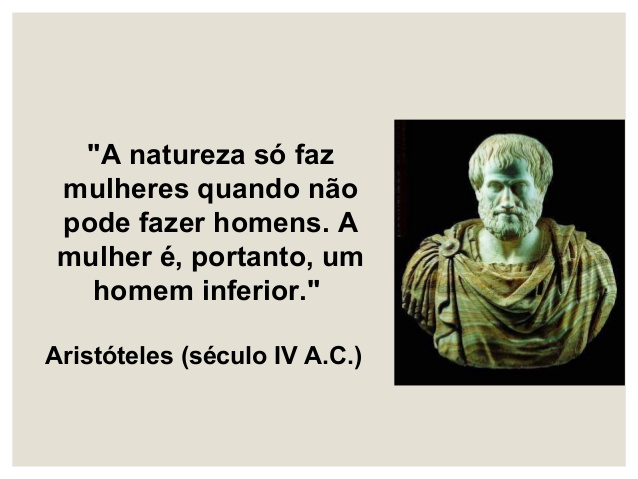 "A natureza só faz
mulheres quando não
pode fazer homens. A
mulher é, portanto, um
homem inferior."
Aristóteles (século IV A.C.)